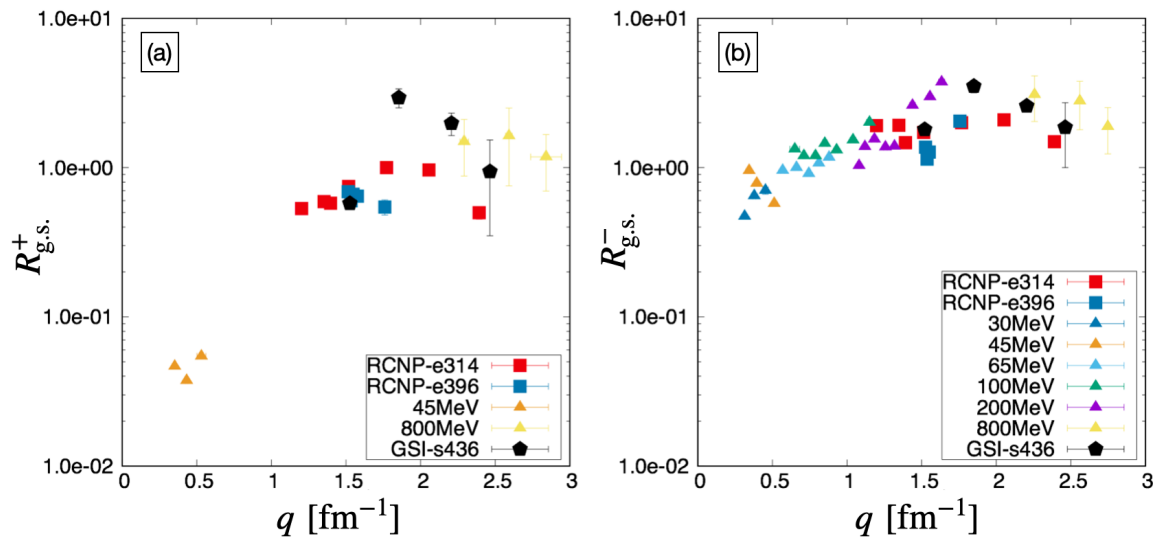 (a)
1.0e+01
1.0e+00
1.0e-01
1.0e-02
R+g.s.
0 0.5 1 1.5 2 2.5 3
q [fm−1]
RCNP-e314
RCNP-e396
45MeV
800MeV
GSI-s436
(b)
1.0e+01
1.0e+00
1.0e-01
1.0e-02
R−g.s.
0 0.5 1 1.5 2 2.5 3
q [fm−1]
RCNP-e314
RCNP-e396
30MeV
45MeV
65MeV
100MeV
200MeV
800MeV
GSI-s436